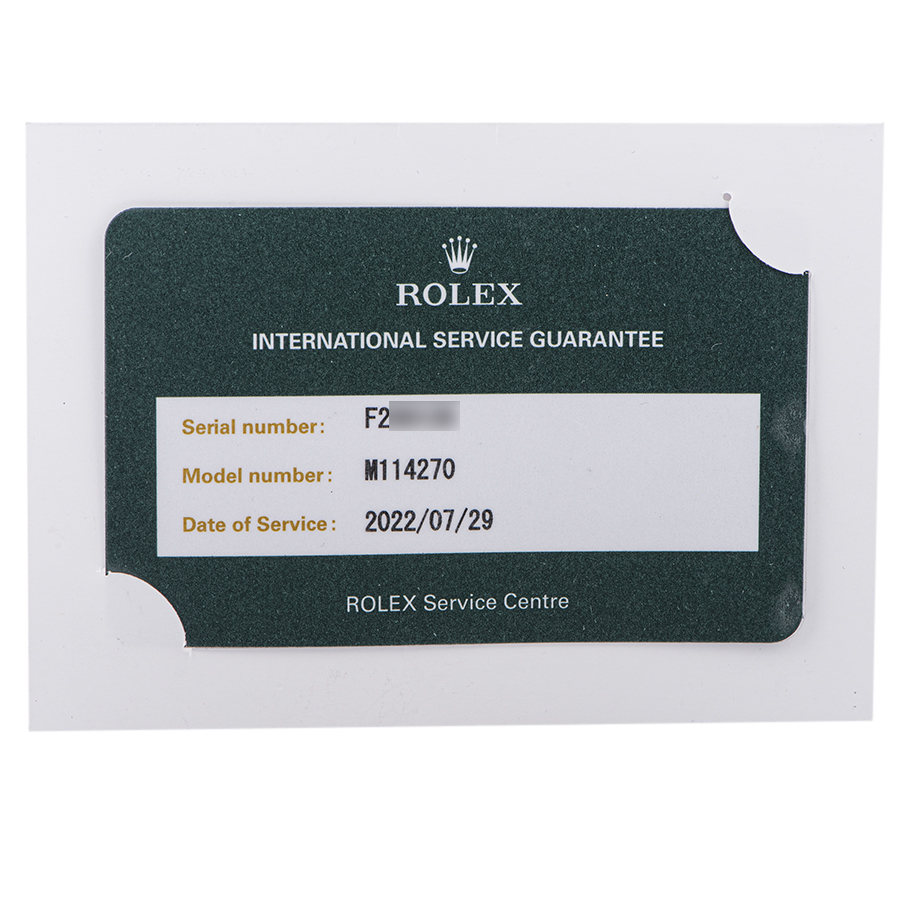 ROLEX
INTERNATIONAL SERVICE GUARANTEE
Serial number: F2
Model number: M114270
Date of Service: 2022/07/29
ROLEX Service Centre